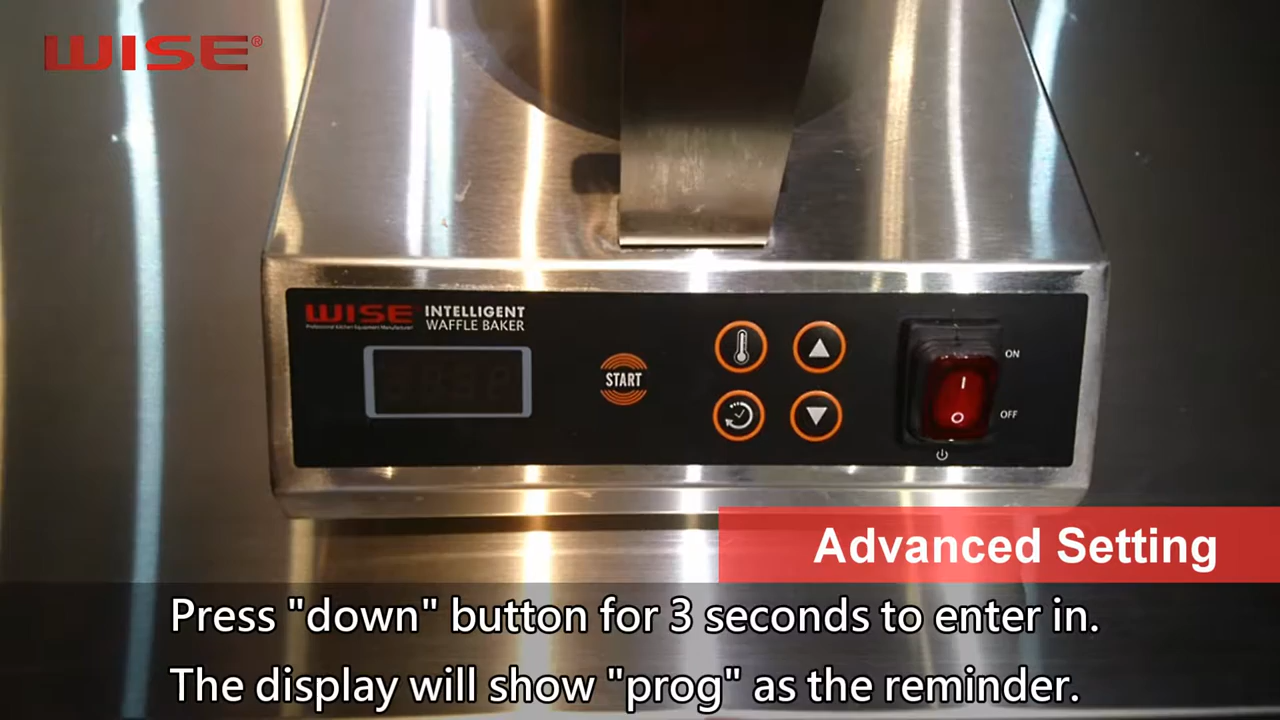 WISE®
WISE
Professional Kitchen Equipment Manufacturer
INTELLIGENT
WAFFLE BAKER
START
ON
I
O
OFF
Advanced Setting
Press "down" button for 3 seconds to enter in.
The display will show "prog" as the reminder.